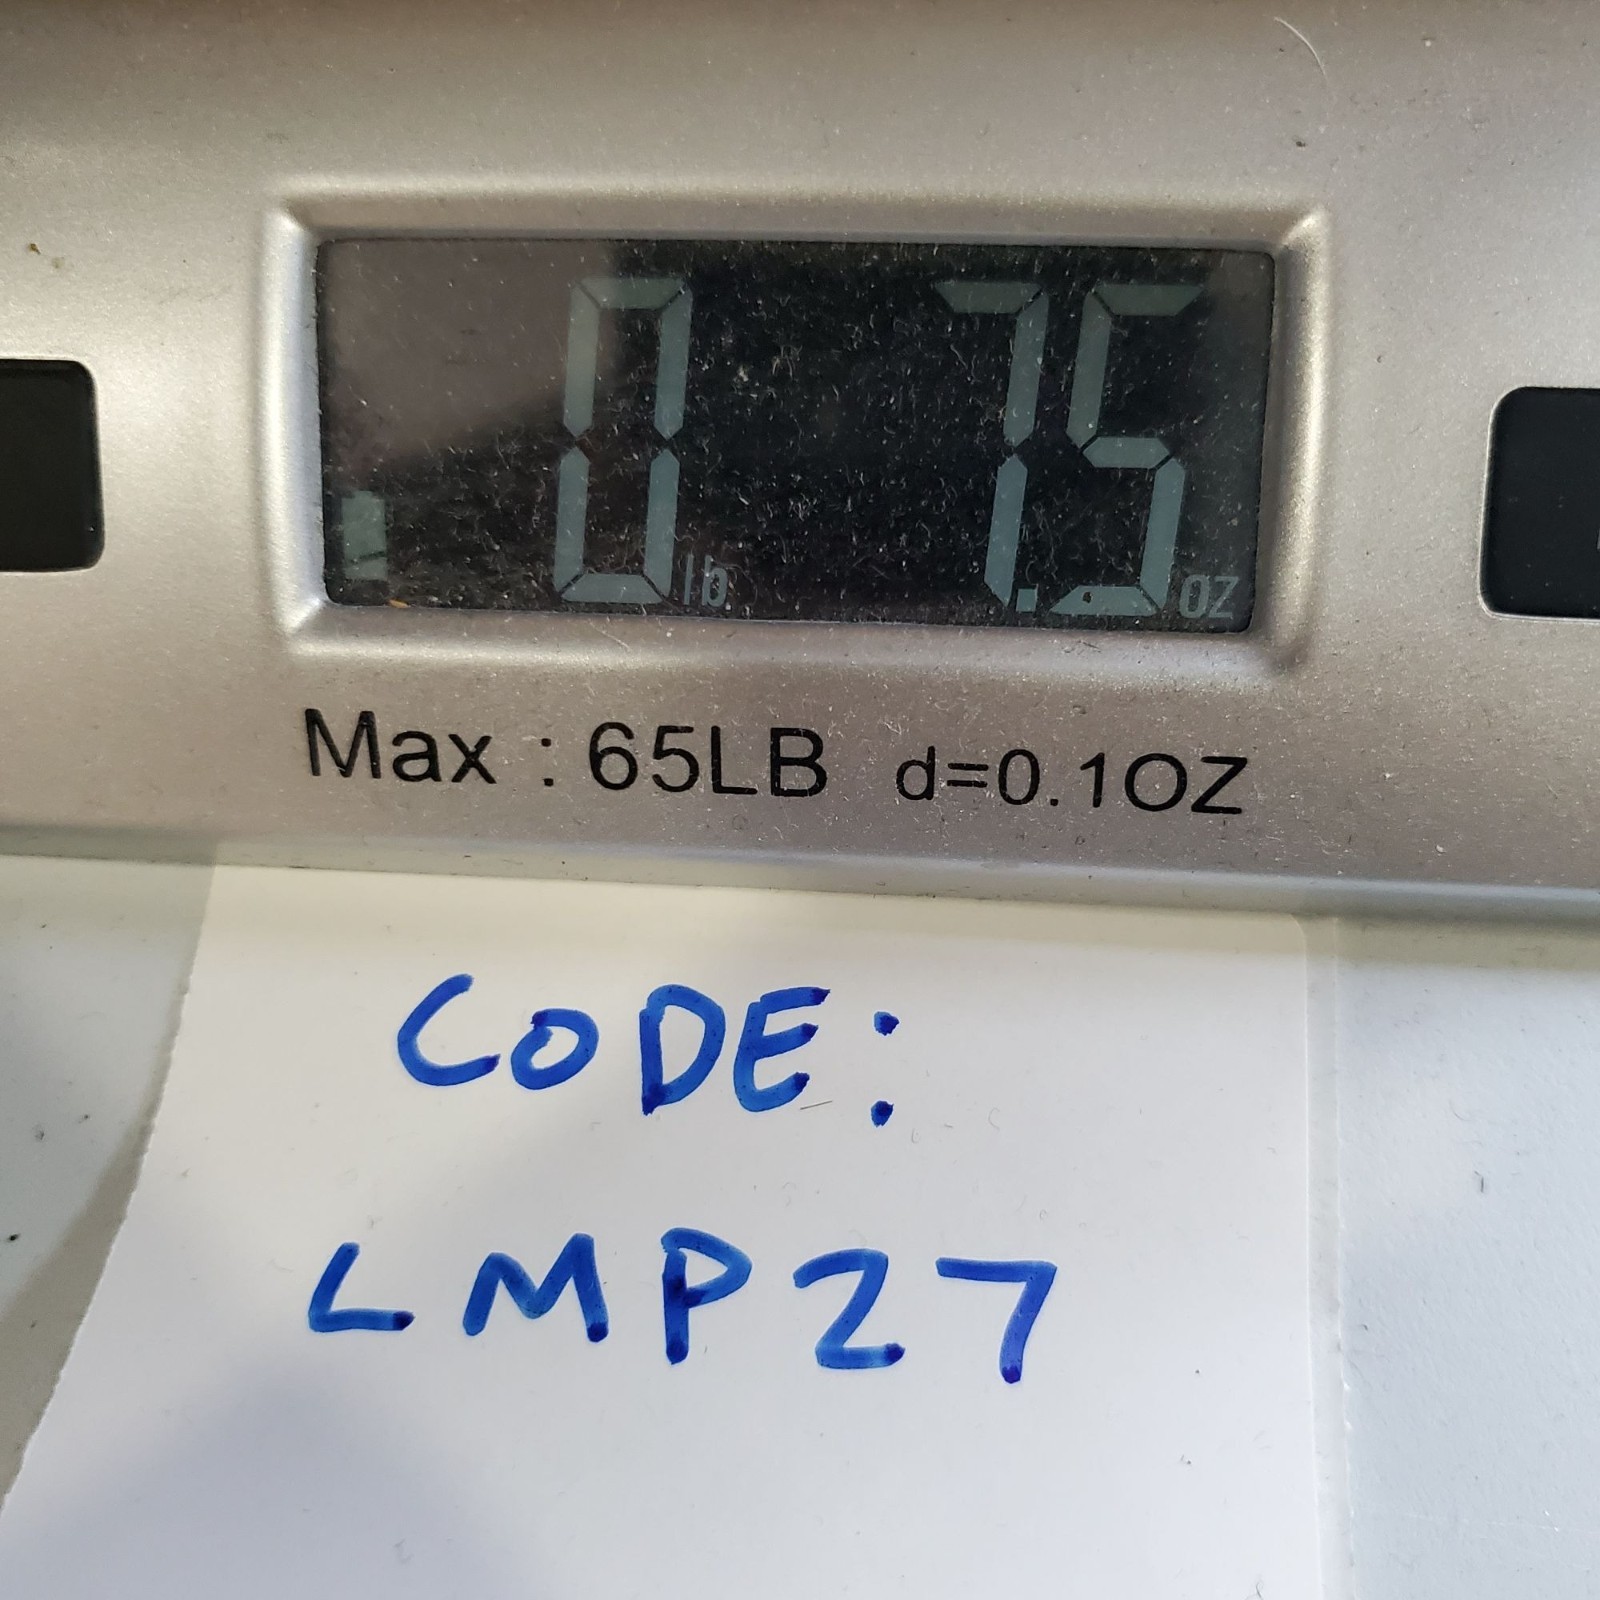 0 lb 7.5 oz
Max : 65LB d=0.1OZ
CODE:
LMP27